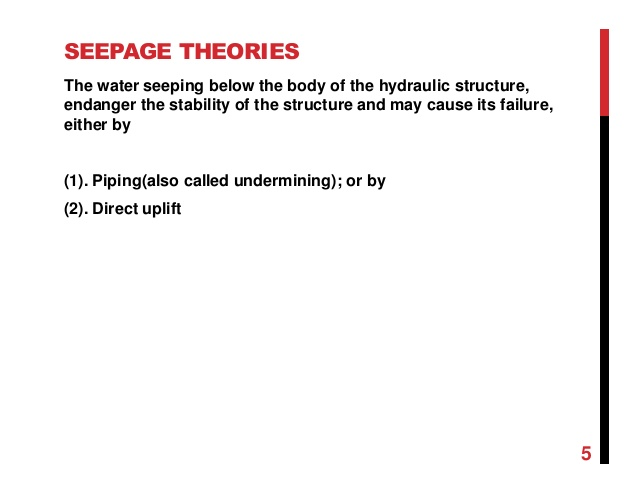 SEEPAGE THEORIES
The water seeping below the body of the hydraulic structure,
endanger the stability of the structure and may cause its failure,
either by
(1). Piping(also called undermining); or by
(2). Direct uplift
5